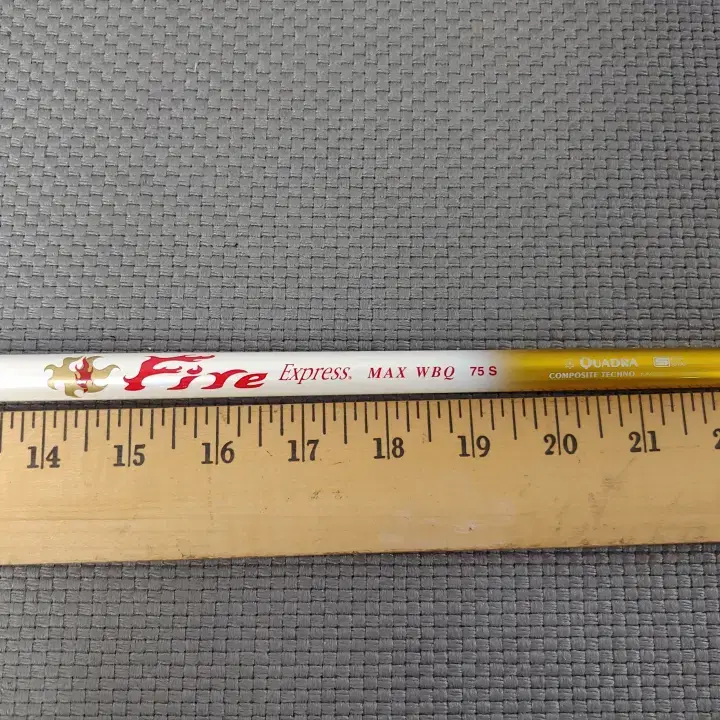 Fire Express. MAX WBQ 75 S QUADRA
COMPOSITE TECHNO
14 15 16 17 18 19 20 21